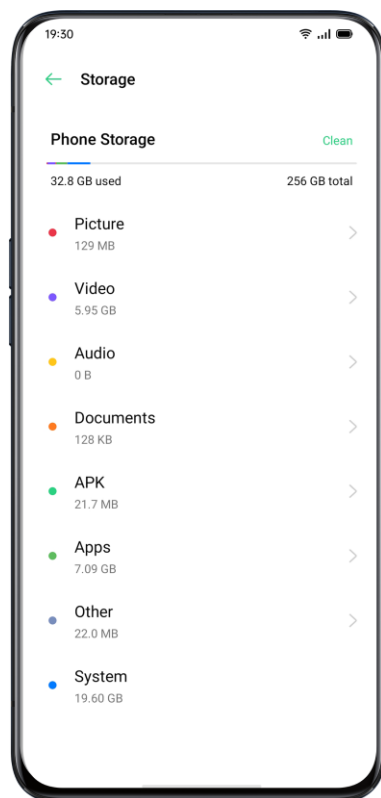 19:30
Storage
Phone Storage
Clean
32.8 GB used
256 GB total
Picture
129 MB
Video
5.95 GB
Audio
0 B
Documents
128 KB
APK
21.7 MB
Apps
7.09 GB
Other
22.0 MB
System
19.60 GB